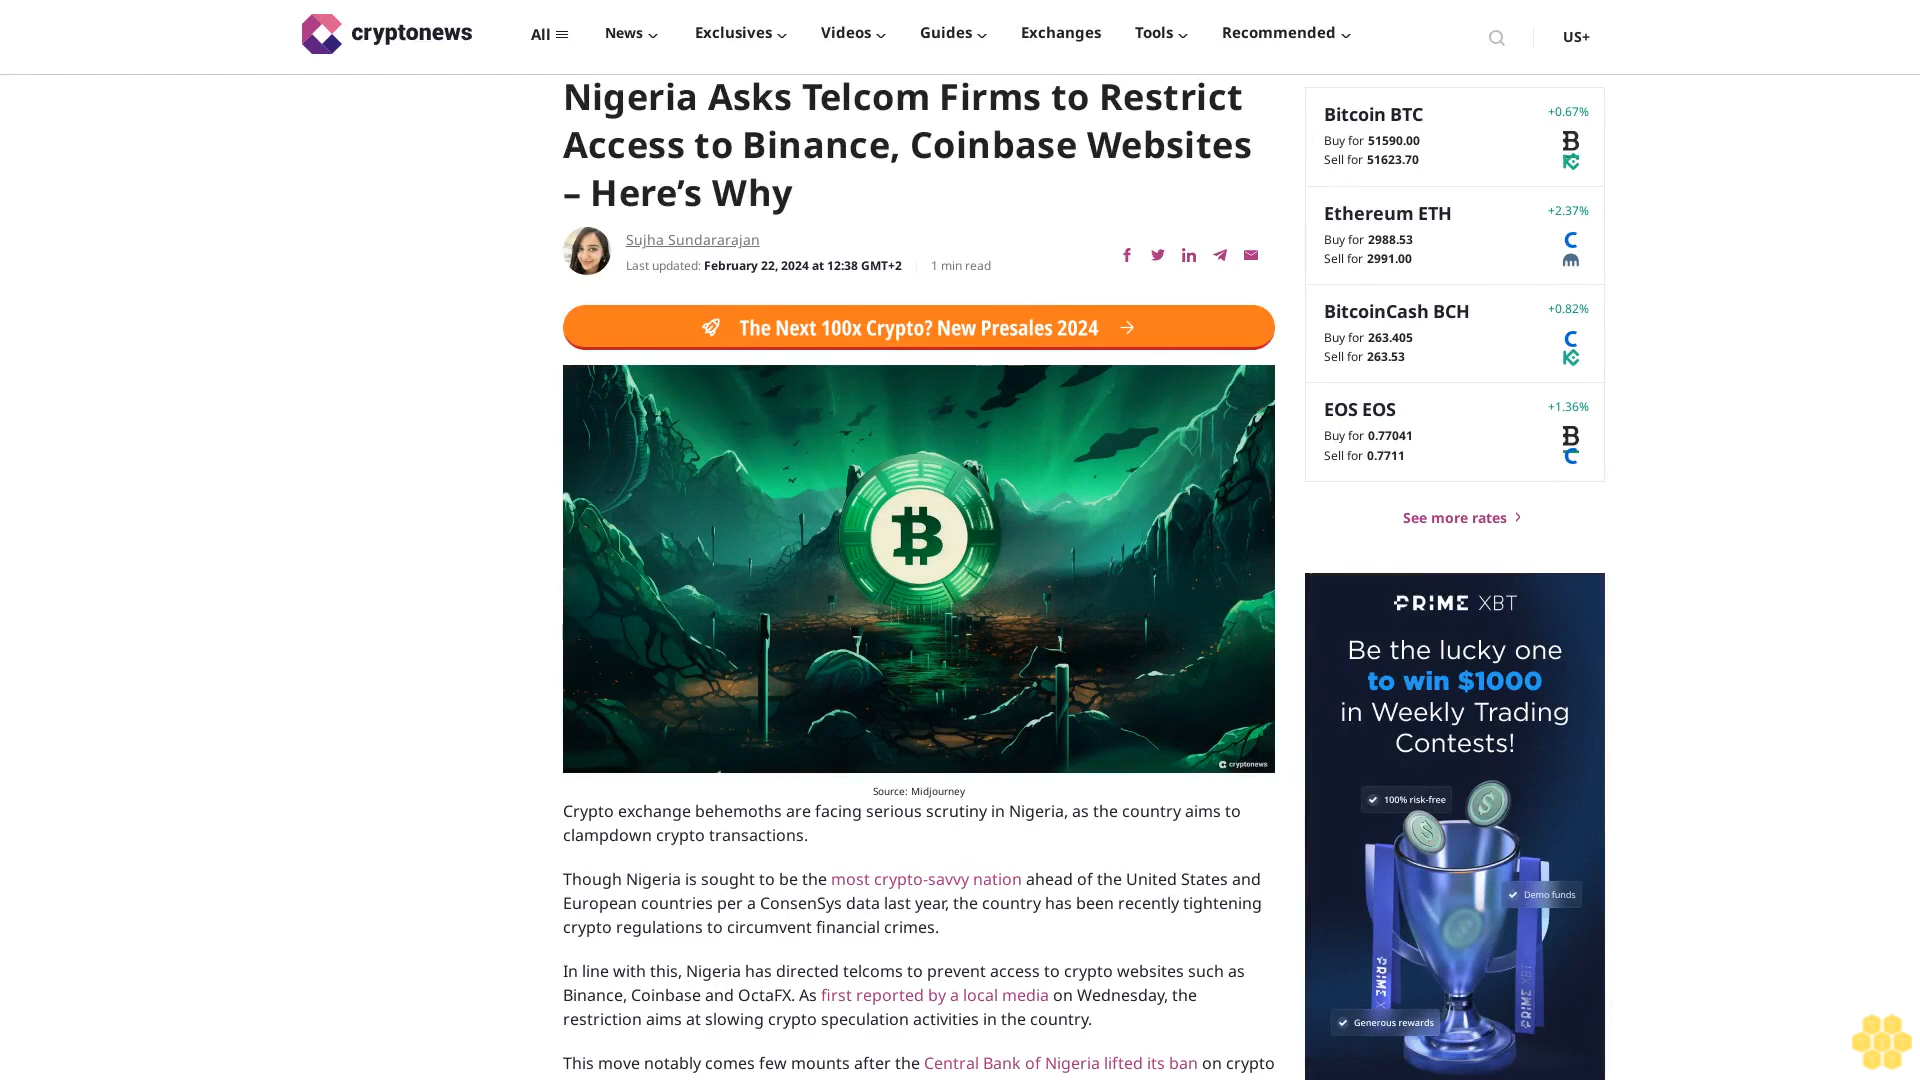 cryptonews
All
News
Exclusives
Videos
Guides
Exchanges
Tools
Recommended
US+
Nigeria Asks Telcom Firms to Restrict
Access to Binance, Coinbase Websites
– Here’s Why
Sujha Sundararajan
Last updated: February 22, 2024 at 12:38 GMT+2
1 min read
The Next 100x Crypto? New Presales 2024
cryptonews
Source: Midjourney
Crypto exchange behemoths are facing serious scrutiny in Nigeria, as the country aims to
clampdown crypto transactions.
Though Nigeria is sought to be the most crypto-savvy nation ahead of the United States and
European countries per a ConsenSys data last year, the country has been recently tightening
crypto regulations to circumvent financial crimes.
In line with this, Nigeria has directed telcoms to prevent access to crypto websites such as
Binance, Coinbase and OctaFX. As first reported by a local media on Wednesday, the
restriction aims at slowing crypto speculation activities in the country.
This move notably comes few mounts after the Central Bank of Nigeria lifted its ban on crypto
Bitcoin BTC
+0.67%
Buy for 51590.00
Sell for 51623.70
Ethereum ETH
+2.37%
Buy for 2988.53
Sell for 2991.00
BitcoinCash BCH
+0.82%
Buy for 263.405
Sell for 263.53
EOS EOS
+1.36%
Buy for 0.77041
Sell for 0.7711
See more rates
PRIME XBT
Be the lucky one
to win $1000
in Weekly Trading
Contests!
100% risk-free
Demo funds
PRIME X
PRIME XBT
Generous rewards